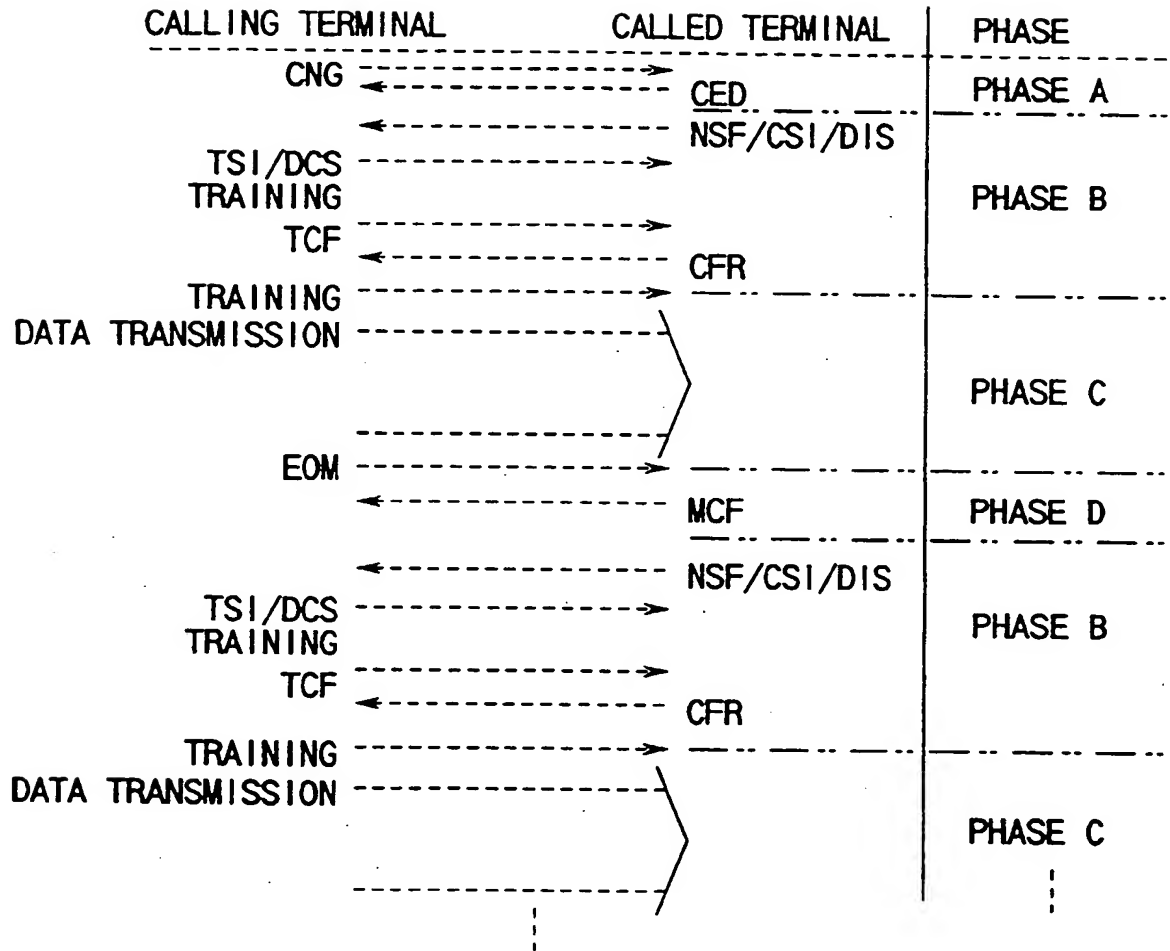 CALLING TERMINAL CALLED TERMINAL PHASE
CNG
CED PHASE A
NSF/CSI/DIS
TSI/DCS
TRAINING PHASE B
TCF
CFR
TRAINING
DATA TRANSMISSION
PHASE C
EOM
MCF PHASE D
NSF/CSI/DIS
TSI/DCS
TRAINING PHASE B
TCF
CFR
TRAINING
DATA TRANSMISSION
PHASE C